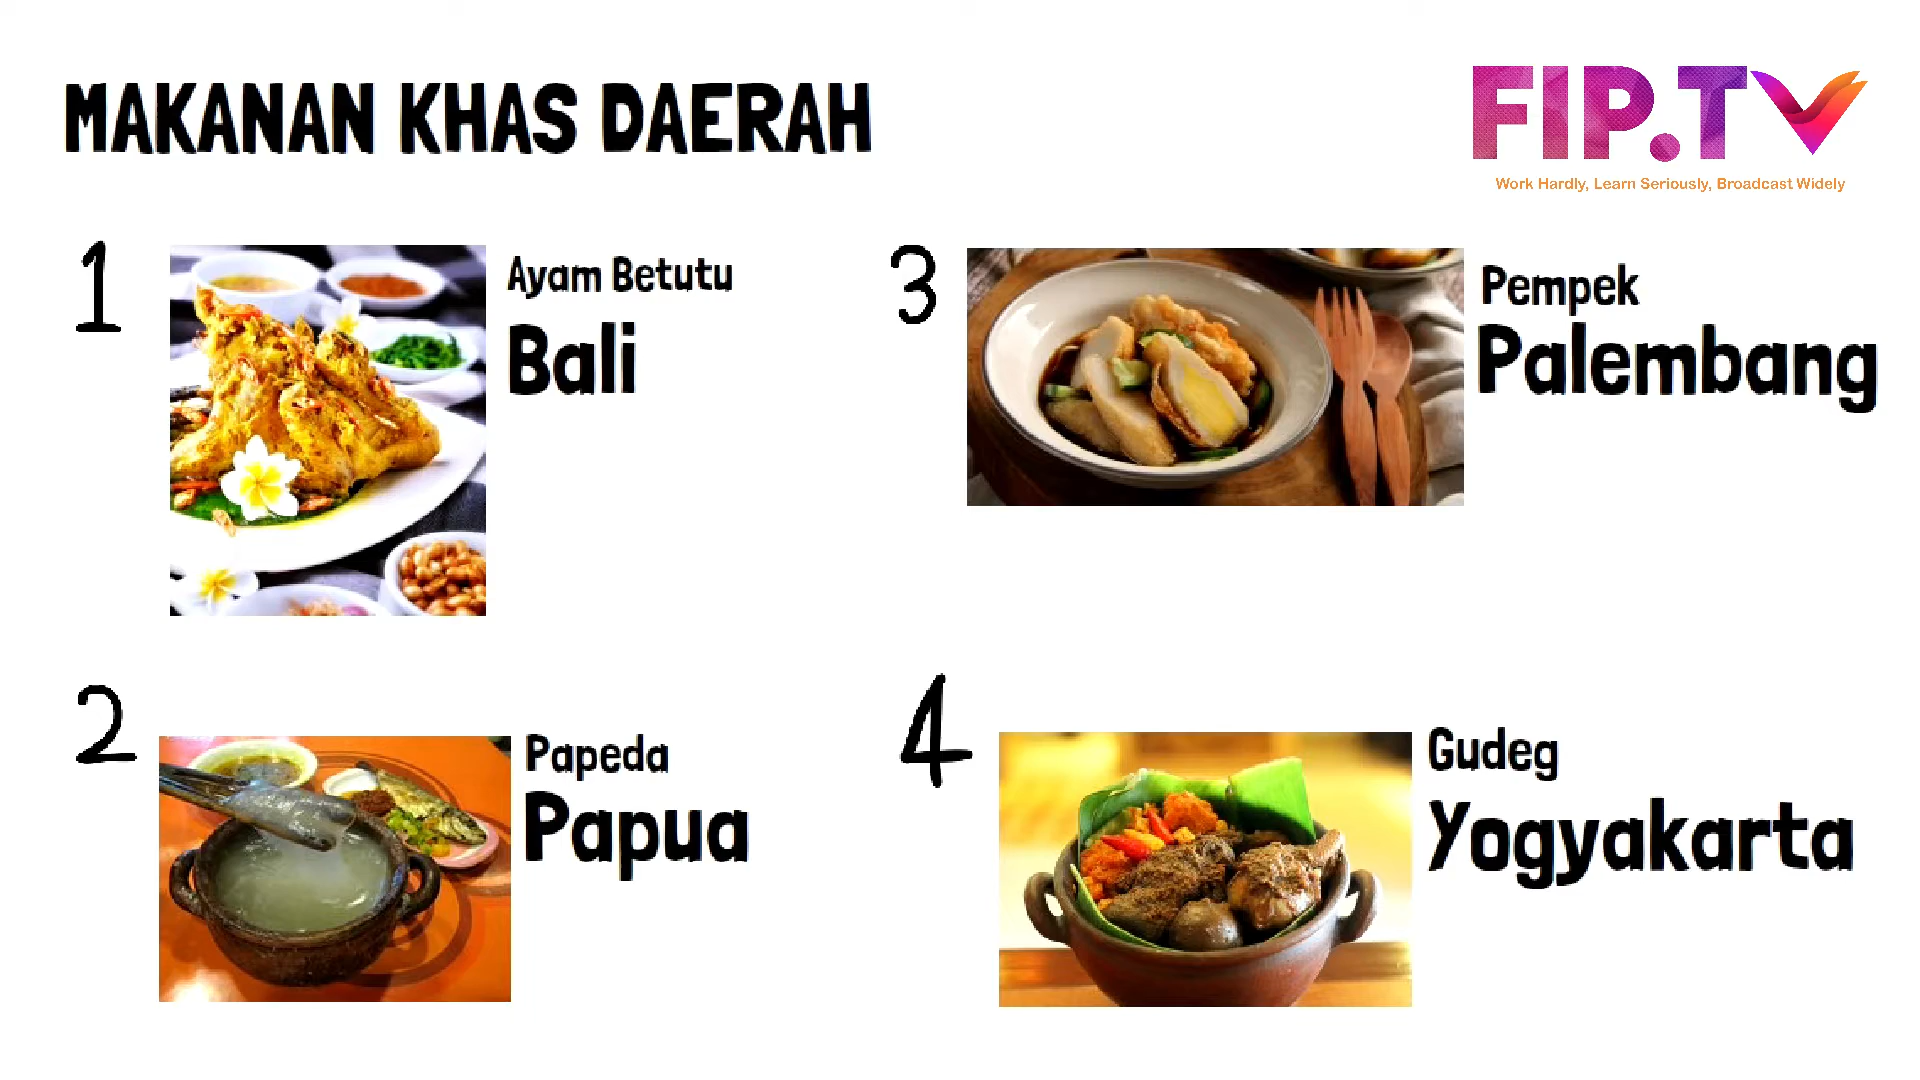 MAKANAN KHAS DAERAH
FIP.TV
Work Hardly, Learn Seriously, Broadcast Widely
1
Ayam Betutu
Bali
2
Papeda
Papua
3
Pempek
Palembang
4
Gudeg
Yogyakarta